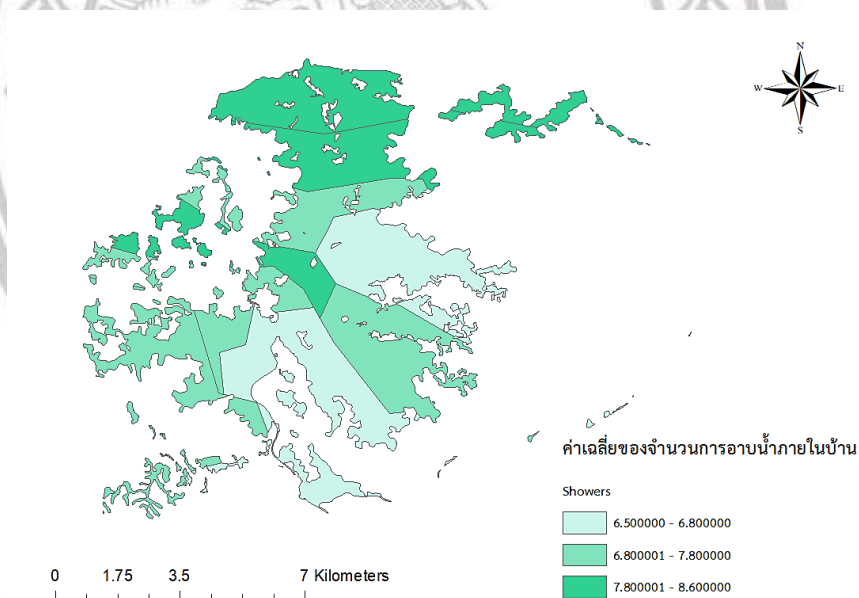 N
W E
S
ค่าเฉลี่ยของจำนวนการอาบน้ำภายในบ้าน
Showers
6.500000 - 6.800000
6.800001 - 7.800000
7.800001 - 8.600000
0 1.75 3.5 7 Kilometers